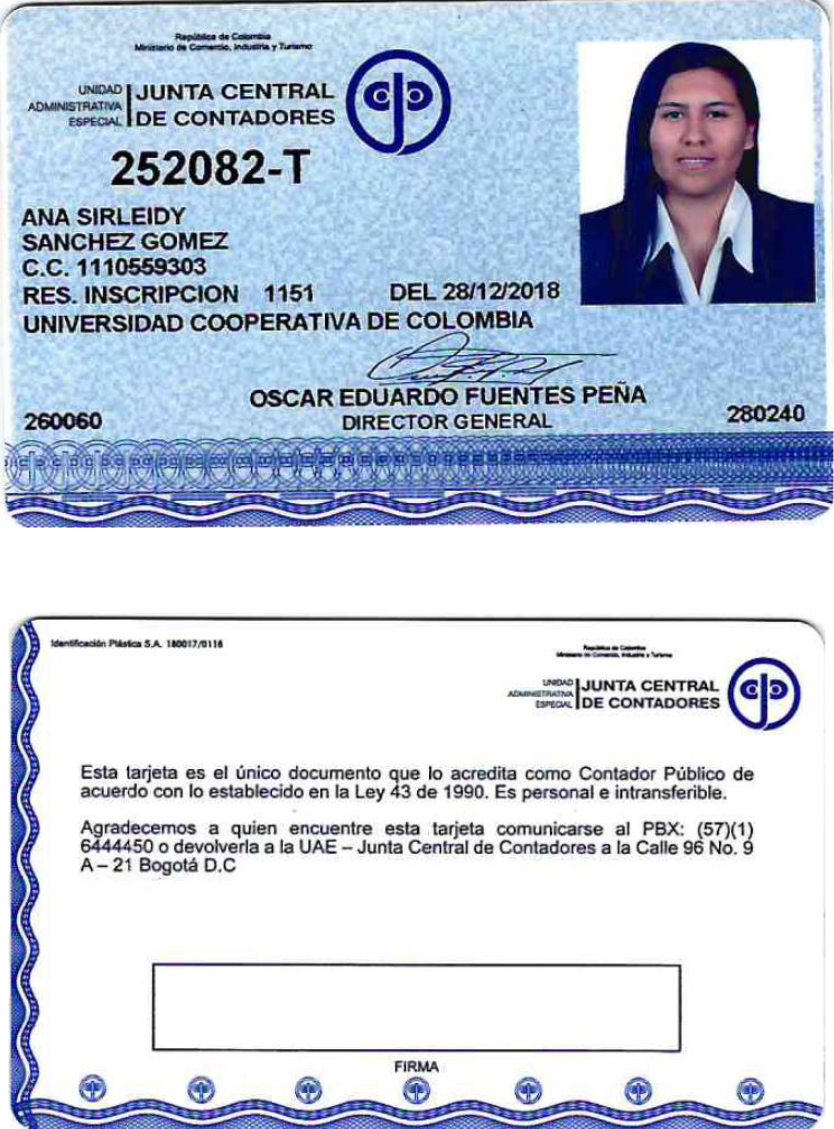 República de Colombia
Ministerio de Comercio, Industria y Turismo
UNIDAD
ADMINISTRATIVA
ESPECIAL
JUNTA CENTRAL
DE CONTADORES
252082-T
ANA SIRLEIDY
SANCHEZ GOMEZ
C.C. 1110559303
RES. INSCRIPCION 1151 DEL 28/12/2018
UNIVERSIDAD COOPERATIVA DE COLOMBIA
OSCAR EDUARDO FUENTES PEÑA
260060 DIRECTOR GENERAL 280240
Identificación Plástica S.A. 180017/0116
República de Colombia
Ministerio de Comercio, Industria y Turismo
UNIDAD
ADMINISTRATIVA
ESPECIAL
JUNTA CENTRAL
DE CONTADORES
Esta tarjeta es el único documento que lo acredita como Contador Público de
acuerdo con lo establecido en la Ley 43 de 1990. Es personal e intransferible.
Agradecemos a quien encuentre esta tarjeta comunicarse al PBX: (57)(1)
6444450 o devolverla a la UAE – Junta Central de Contadores a la Calle 96 No. 9
A – 21 Bogotá D.C
FIRMA